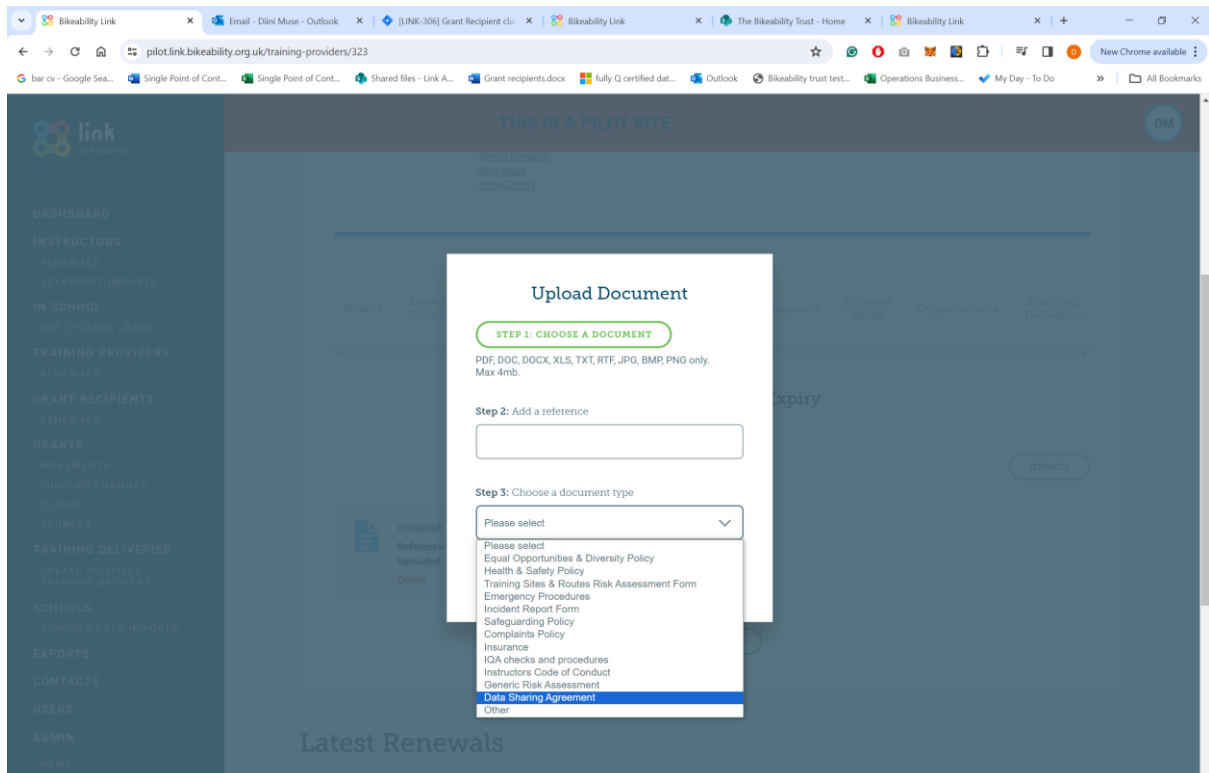 Bikeability Link
Email - Diini Muse - Outlook
[LINK-306] Grant Recipient cla
Bikeability Link
The Bikeability Trust - Home
Bikeability Link
pilot.link.bikeability.org.uk/training-providers/323
New Chrome available
bar cv - Google Sea...
Single Point of Cont...
Single Point of Cont...
Shared files - Link A...
Grant recipients.docx
fully Q certified dat...
Outlook
Bikeability trust test...
Operations Business...
My Day - To Do
All Bookmarks
link
by Bikeability
THIS IS A PILOT SITE
DM
Simon Howarth
Diini Muse
Emily Cherry
DASHBOARD
INSTRUCTORS
RENEWALS
1ST4SPORT IMPORTS
IN SCHOOL
TRAINING PROVIDERS
RENEWALS
GRANT RECIPIENTS
RENEWALS
GRANTS
MOVEMENTS
FUNDING CHANGES
CLAIMS
SOURCES
TRAINING DELIVERIES
CREATE DIGITISED
TRAINING DELIVERY
SCHOOLS
SCHOOLS DATA IMPORTS
EXPORTS
CONTACTS
USERS
ADMIN
NEWS
Details
Delivery
Areas
Organisations
Training
Deliveries
Expiry
UPDATE
Insurance
Reference:
Uploaded:
Delete
Upload Document
STEP 1: CHOOSE A DOCUMENT
PDF, DOC, DOCX, XLS, TXT, RTF, JPG, BMP, PNG only.
Max 4mb.
Step 2: Add a reference
Step 3: Choose a document type
Please select
Please select
Equal Opportunities & Diversity Policy
Health & Safety Policy
Training Sites & Routes Risk Assessment Form
Emergency Procedures
Incident Report Form
Safeguarding Policy
Complaints Policy
Insurance
IQA checks and procedures
Instructors Code of Conduct
Generic Risk Assessment
Data Sharing Agreement
Other
Latest Renewals